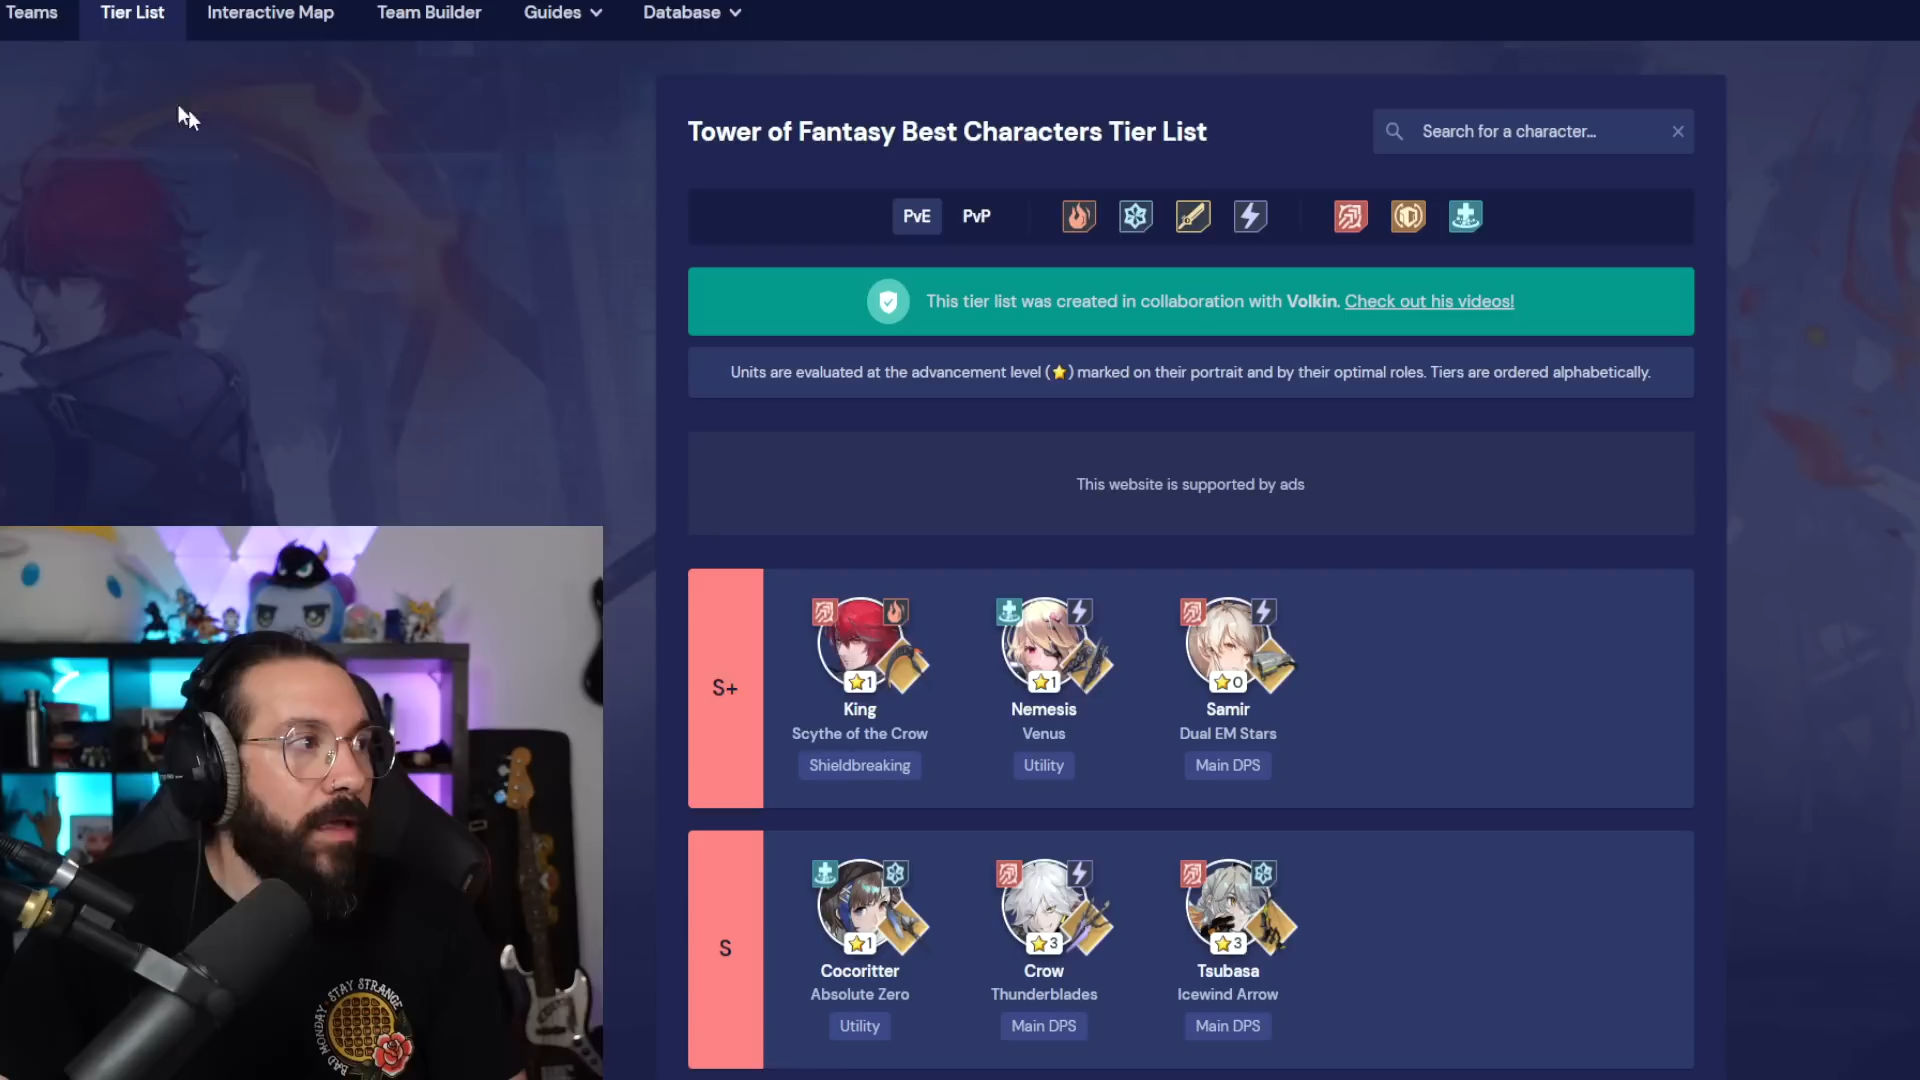 Teams
Tier List
Interactive Map
Team Builder
Guides
Database
Tower of Fantasy Best Characters Tier List
Search for a character...
PvE
PvP
This tier list was created in collaboration with Volkin. Check out his videos!
Units are evaluated at the advancement level (⭐) marked on their portrait and by their optimal roles. Tiers are ordered alphabetically.
This website is supported by ads
S+
1
King
Scythe of the Crow
Shieldbreaking
1
Nemesis
Venus
Utility
0
Samir
Dual EM Stars
Main DPS
S
1
Cocoritter
Absolute Zero
Utility
3
Crow
Thunderblades
Main DPS
3
Tsubasa
Icewind Arrow
Main DPS
BAD MONDAY STAY STRANGE